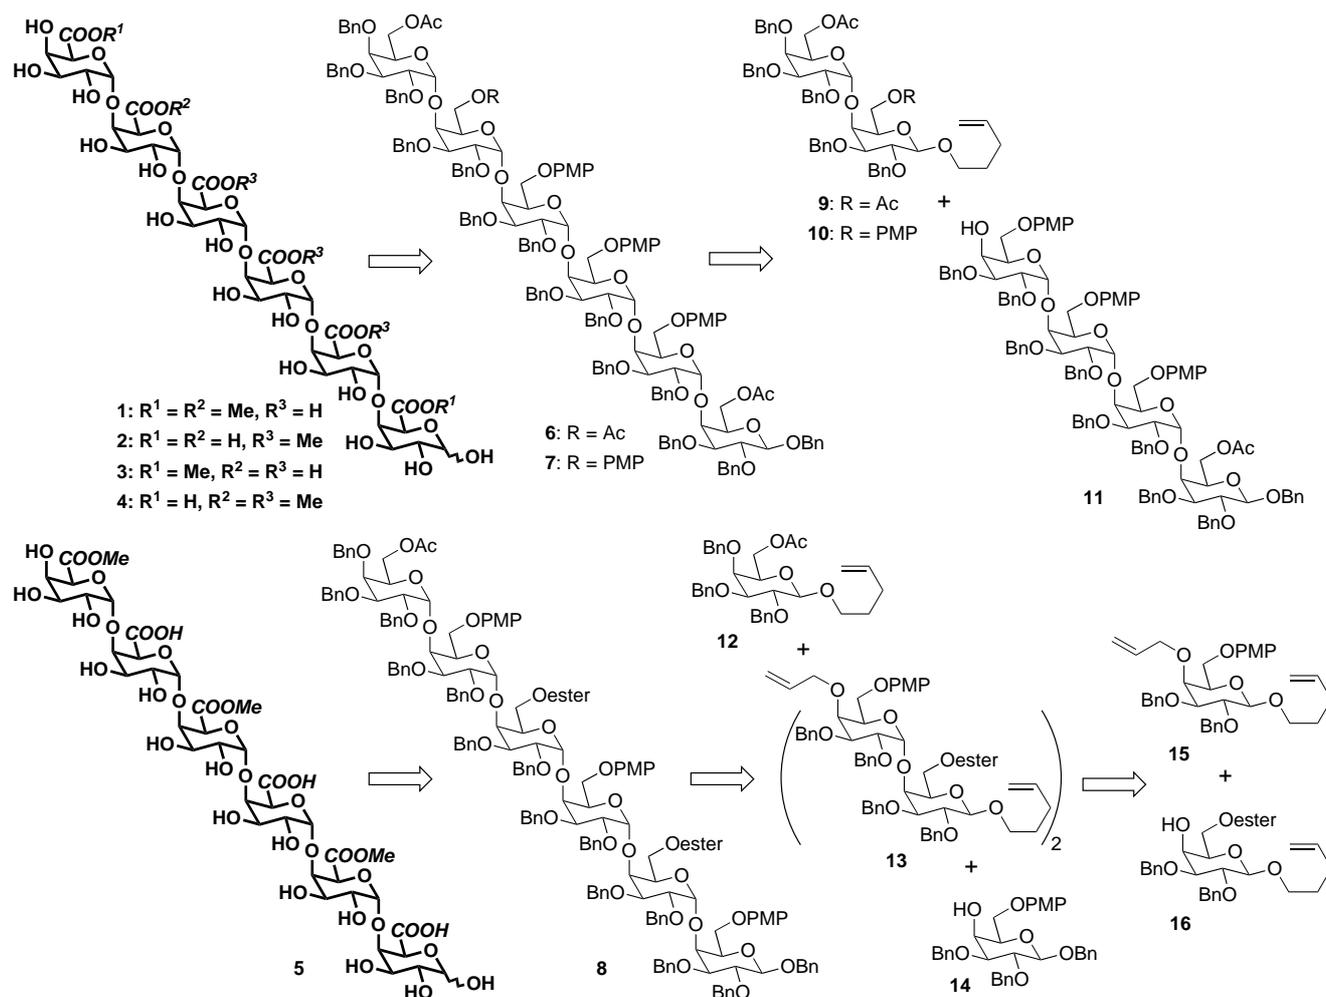 HO
COOR¹
O
HO
HO
O
COOR²
O
HO
HO
O
COOR³
O
HO
HO
O
COOR³
O
HO
HO
O
COOR³
O
HO
HO
O
COOR¹
O
HO
HO
OH
1: R¹ = R² = Me, R³ = H
2: R¹ = R² = H, R³ = Me
3: R¹ = Me, R² = R³ = H
4: R¹ = H, R² = R³ = Me
BnO
OAc
O
BnO
BnO
O
OR
O
BnO
BnO
O
OPMP
O
BnO
BnO
O
OPMP
O
BnO
BnO
O
OPMP
O
BnO
BnO
O
OAc
O
BnO
OBn
BnO
6: R = Ac
7: R = PMP
BnO
OAc
O
BnO
BnO
O
OR
O
BnO
O
BnO
9: R = Ac
10: R = PMP
+
HO
OPMP
O
BnO
BnO
O
OPMP
O
BnO
BnO
O
OPMP
O
BnO
BnO
O
OAc
O
BnO
OBn
BnO
11
HO
COOMe
O
HO
HO
O
COOH
O
HO
HO
O
COOMe
O
HO
HO
O
COOH
O
HO
HO
O
COOMe
O
HO
HO
O
COOH
O
HO
HO
OH
5
BnO
OAc
O
BnO
BnO
O
OPMP
O
BnO
BnO
O
Oester
O
BnO
BnO
O
OPMP
O
BnO
BnO
O
Oester
O
BnO
BnO
O
OPMP
O
BnO
OBn
BnO
8
BnO
OAc
O
BnO
O
BnO
12
+
O
OPMP
O
BnO
BnO
O
Oester
O
BnO
O
BnO
2
13
+
HO
OPMP
O
BnO
OBn
BnO
14
O
OPMP
O
BnO
O
BnO
15
+
HO
Oester
O
BnO
O
BnO
16